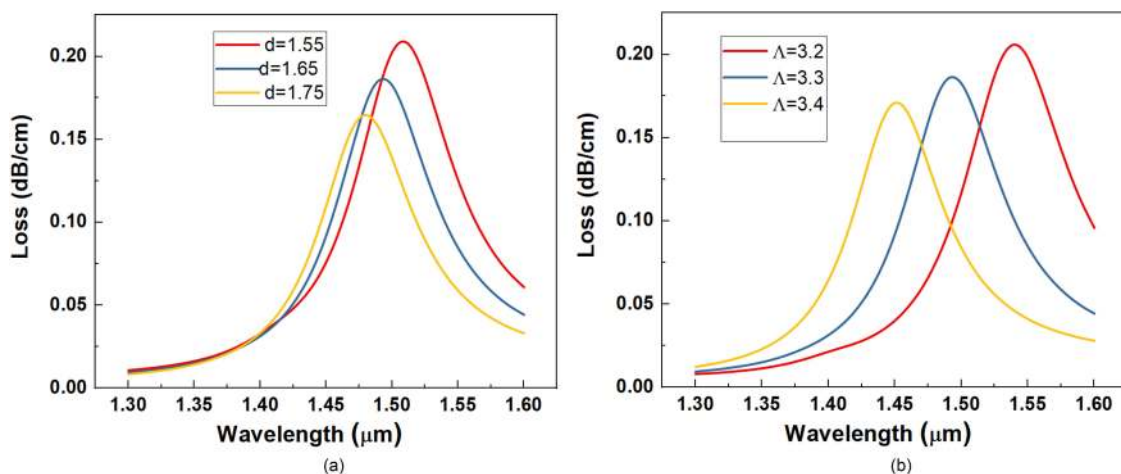 0.20
0.15
0.10
0.05
0.00
Loss (dB/cm)
d=1.55
d=1.65
d=1.75
1.30 1.35 1.40 1.45 1.50 1.55 1.60
Wavelength (μm)
(a)
0.20
0.15
0.10
0.05
0.00
Loss (dB/cm)
Λ=3.2
Λ=3.3
Λ=3.4
1.30 1.35 1.40 1.45 1.50 1.55 1.60
Wavelength (μm)
(b)